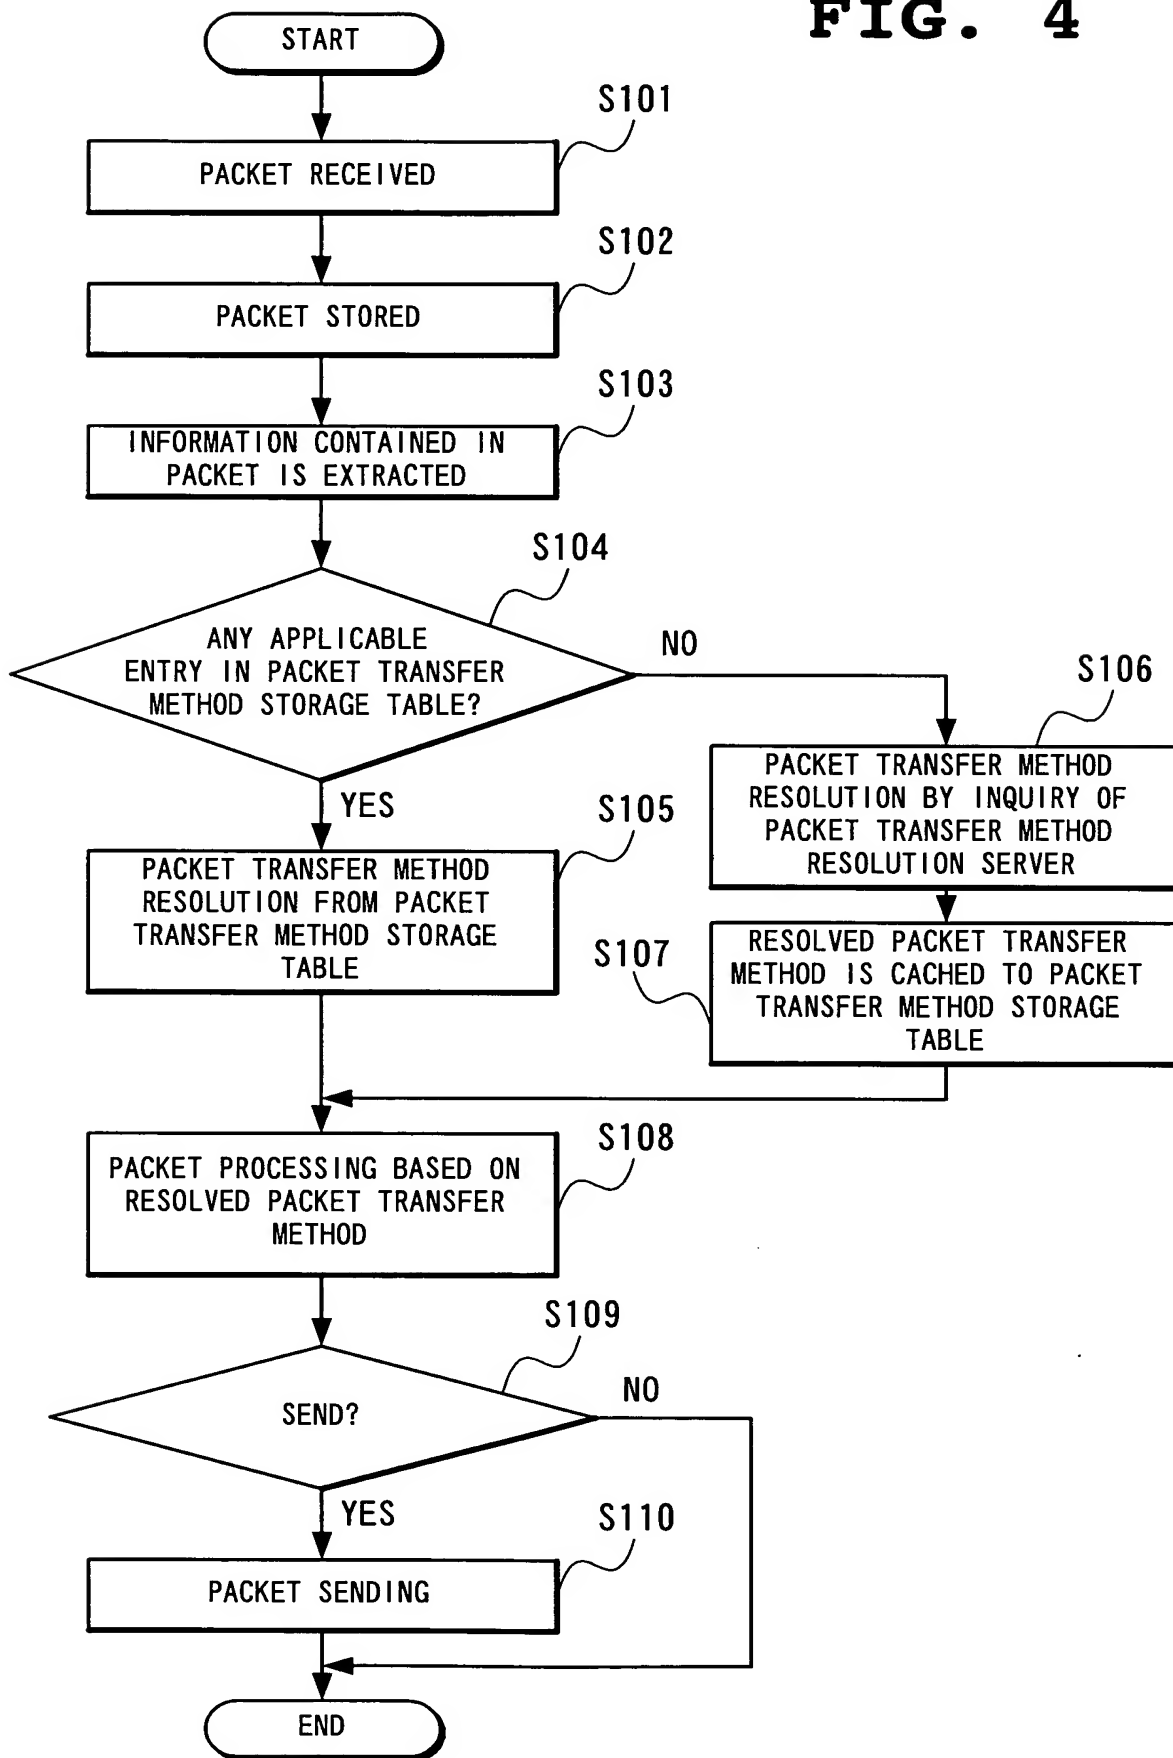 FIG. 4
START
S101
PACKET RECEIVED
S102
PACKET STORED
S103
INFORMATION CONTAINED IN
PACKET IS EXTRACTED
S104
ANY APPLICABLE
ENTRY IN PACKET TRANSFER
METHOD STORAGE TABLE?
NO
S106
PACKET TRANSFER METHOD
RESOLUTION BY INQUIRY OF
PACKET TRANSFER METHOD
RESOLUTION SERVER
YES
S105
PACKET TRANSFER METHOD
RESOLUTION FROM PACKET
TRANSFER METHOD STORAGE
TABLE
S107
RESOLVED PACKET TRANSFER
METHOD IS CACHED TO PACKET
TRANSFER METHOD STORAGE
TABLE
S108
PACKET PROCESSING BASED ON
RESOLVED PACKET TRANSFER
METHOD
S109
SEND?
NO
YES
S110
PACKET SENDING
END